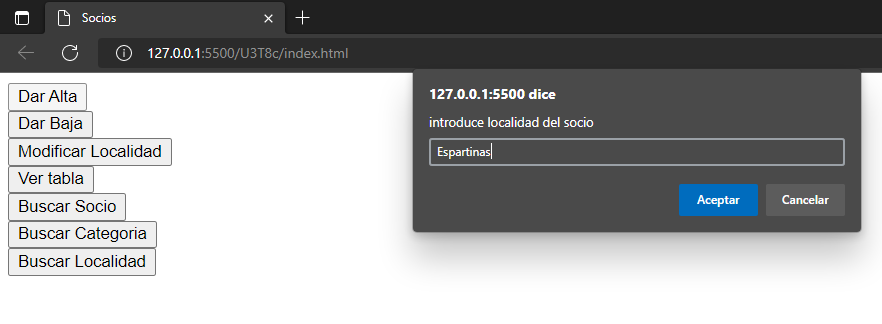 Socios
127.0.0.1:5500/U3T8c/index.html
127.0.0.1:5500 dice
introduce localidad del socio
Espartinas
Aceptar
Cancelar
Dar Alta
Dar Baja
Modificar Localidad
Ver tabla
Buscar Socio
Buscar Categoria
Buscar Localidad